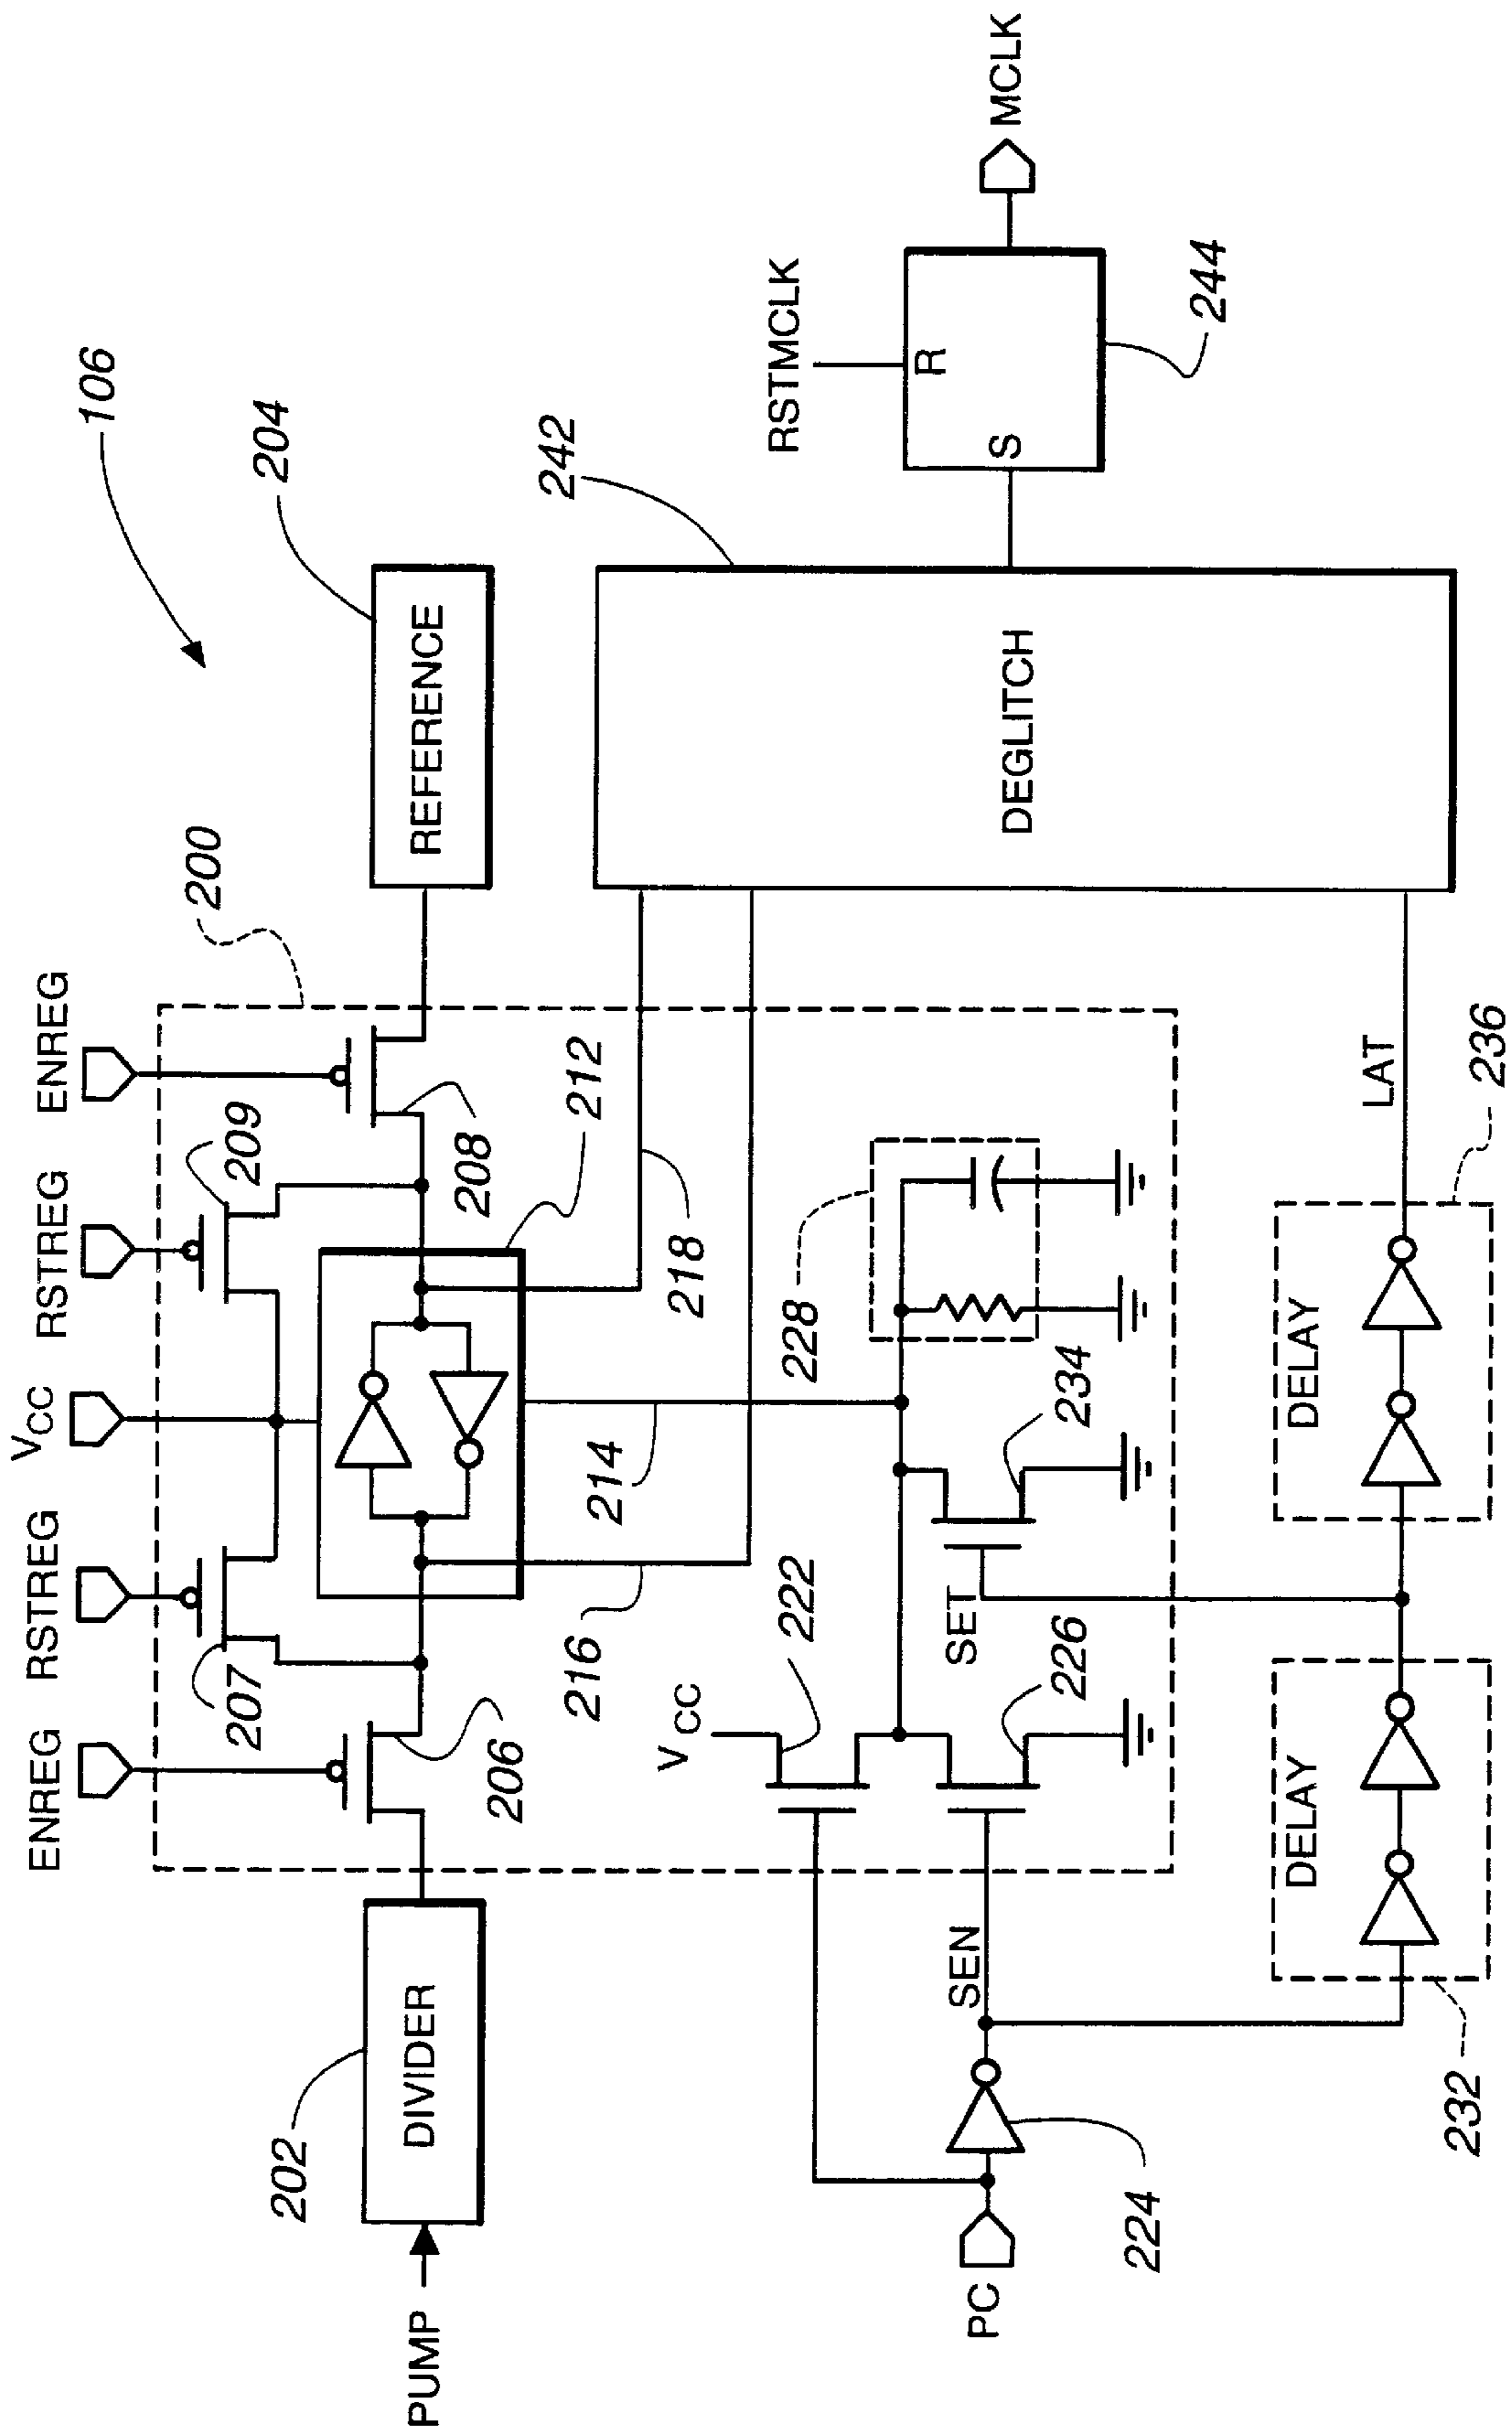 106
ENREG
RSTREG
VCC
RSTREG
ENREG
200
204
207
209
PUMP
202
DIVIDER
206
212
208
REFERENCE
216
214
218
242
VCC
222
228
RSTMCLK
PC
224
SEN
226
SET
234
DEGLITCH
S
R
MCLK
244
232
DELAY
DELAY
LAT
236